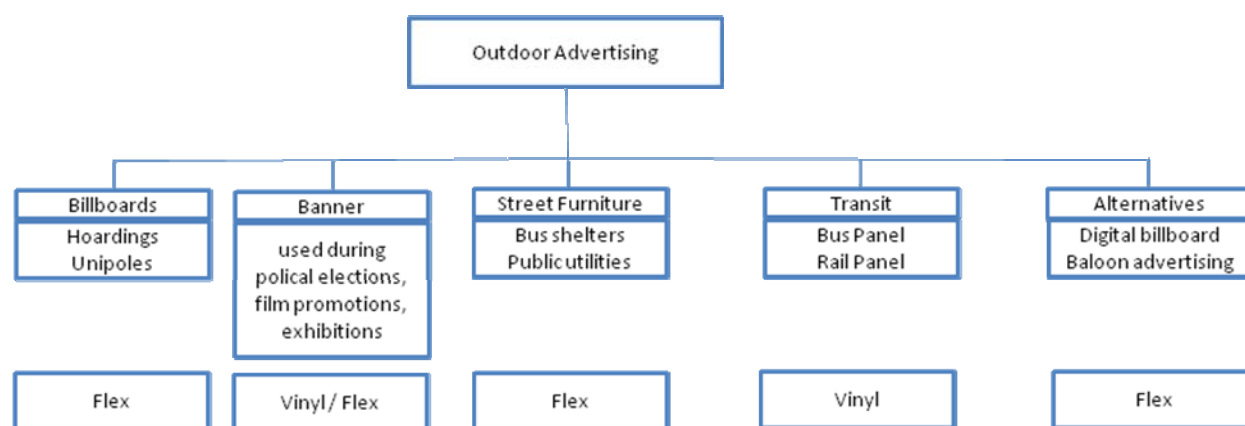 Outdoor Advertising
Billboards
Hoardings
Unipoles
Banner
used during
polical elections,
film promotions,
exhibitions
Street Furniture
Bus shelters
Public utilities
Transit
Bus Panel
Rail Panel
Alternatives
Digital billboard
Baloon advertising
Flex
Vinyl / Flex
Flex
Vinyl
Flex